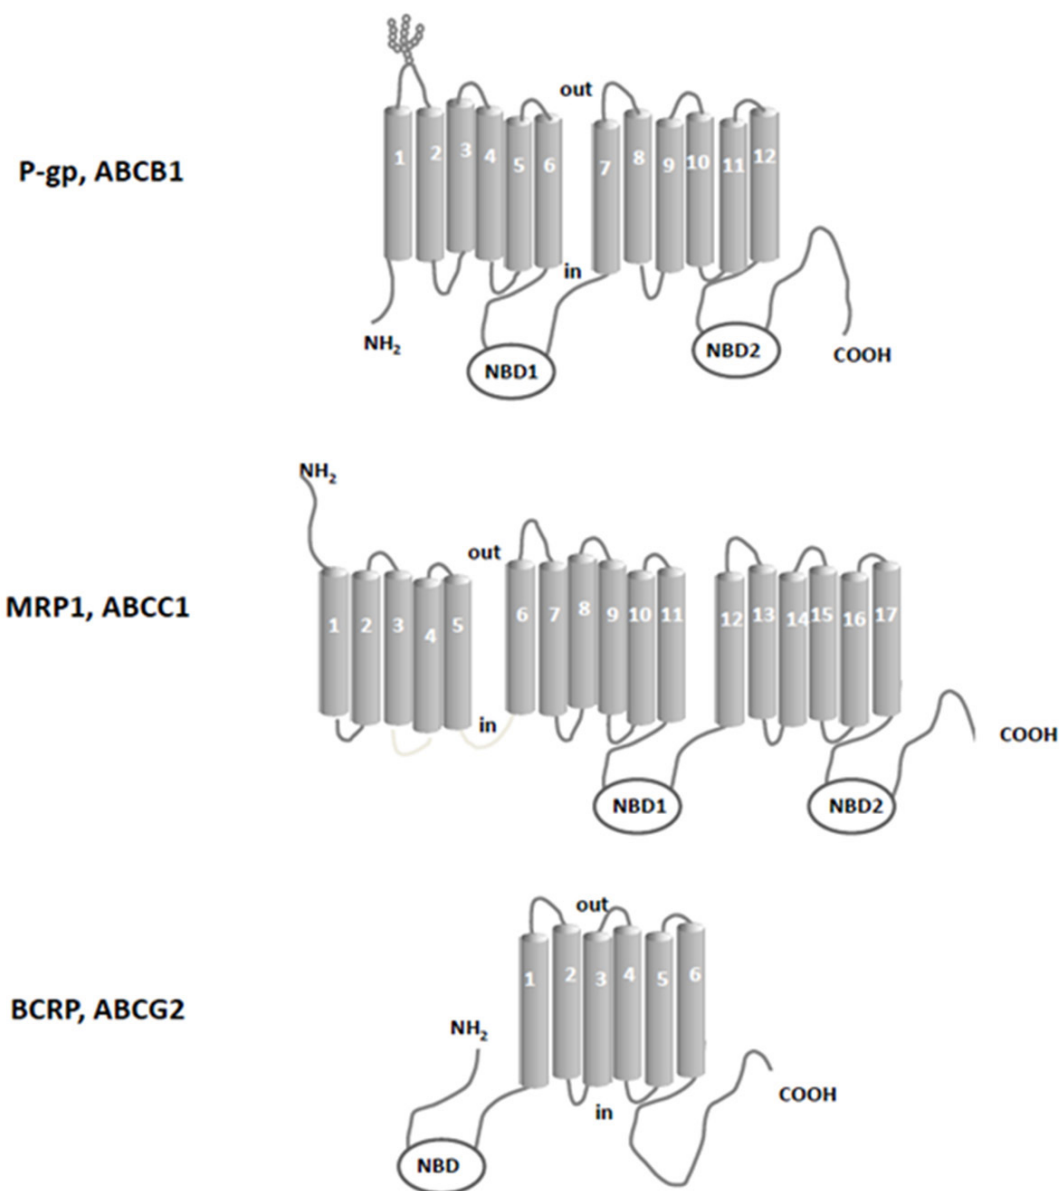 out
P-gp, ABCB1
1 2 3 4 5 6 7 8 9 10 11 12
in
NH₂
NBD1
NBD2
COOH
NH₂
out
MRP1, ABCC1
1 2 3 4 5 6 7 8 9 10 11 12 13 14 15 16 17
in
COOH
NBD1
NBD2
out
1 2 3 4 5 6
BCRP, ABCG2
NH₂
in
COOH
NBD